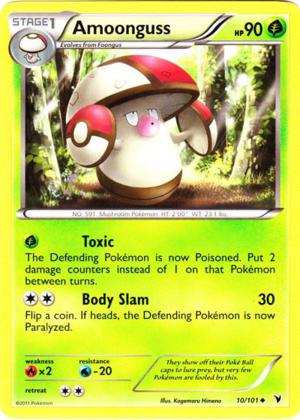 STAGE1 Amoonguss HP90
Evolves from Foongus
NO. 591 Mushroom Pokémon HT. 2'00" WT. 23.1 lbs.
Toxic
The Defending Pokémon is now Poisoned. Put 2
damage counters instead of 1 on that Pokémon
between turns.
Body Slam 30
Flip a coin. If heads, the Defending Pokémon is now
Paralyzed.
weakness resistance
×2 -20
retreat
They show off their Poké Ball
caps to lure prey, but very few
Pokémon are fooled by this.
©2011 Pokémon
Illus. Kagemaru Himeno 10/101